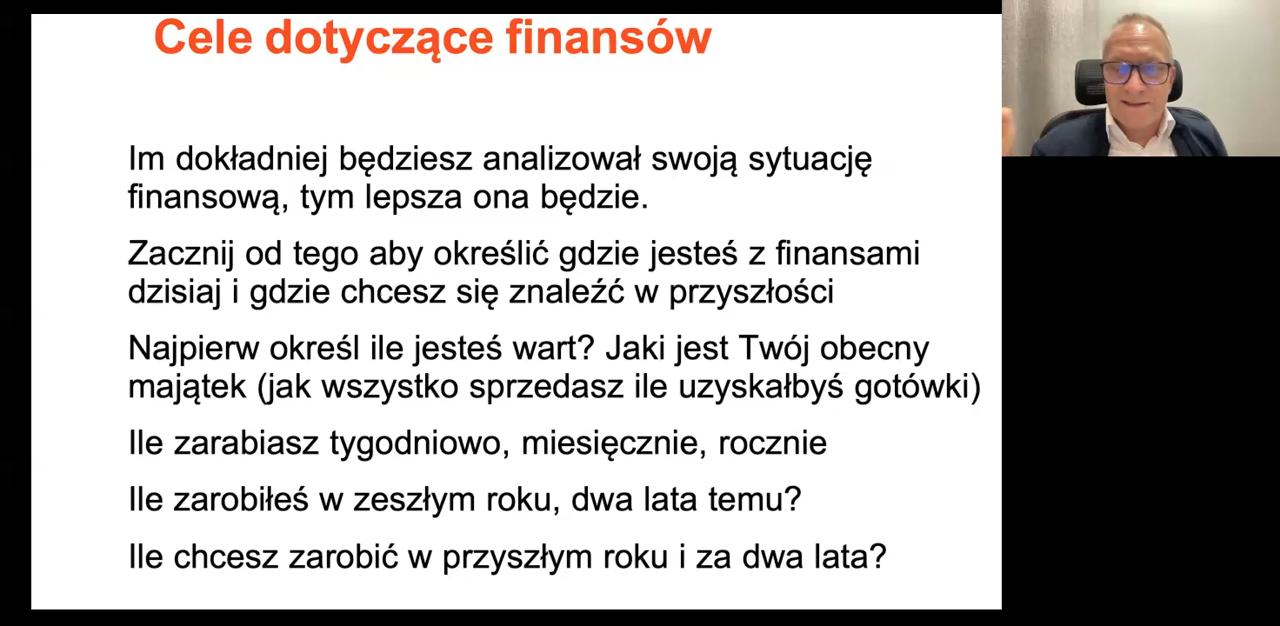 Cele dotyczące finansów
Im dokładniej będziesz analizował swoją sytuację
finansową, tym lepsza ona będzie.
Zacznij od tego aby określić gdzie jesteś z finansami
dzisiaj i gdzie chcesz się znaleźć w przyszłości
Najpierw określ ile jesteś wart? Jaki jest Twój obecny
majątek (jak wszystko sprzedasz ile uzyskałbyś gotówki)
Ile zarabiasz tygodniowo, miesięcznie, rocznie
Ile zarobiłeś w zeszłym roku, dwa lata temu?
Ile chcesz zarobić w przyszłym roku i za dwa lata?